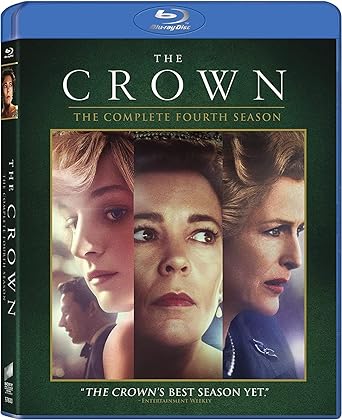 Blu-ray Disc
THE
CROWN
THE COMPLETE FOURTH SEASON
"THE CROWN'S BEST SEASON YET."
–ENTERTAINMENT WEEKLY
THE CROWN
THE COMPLETE FOURTH SEASON